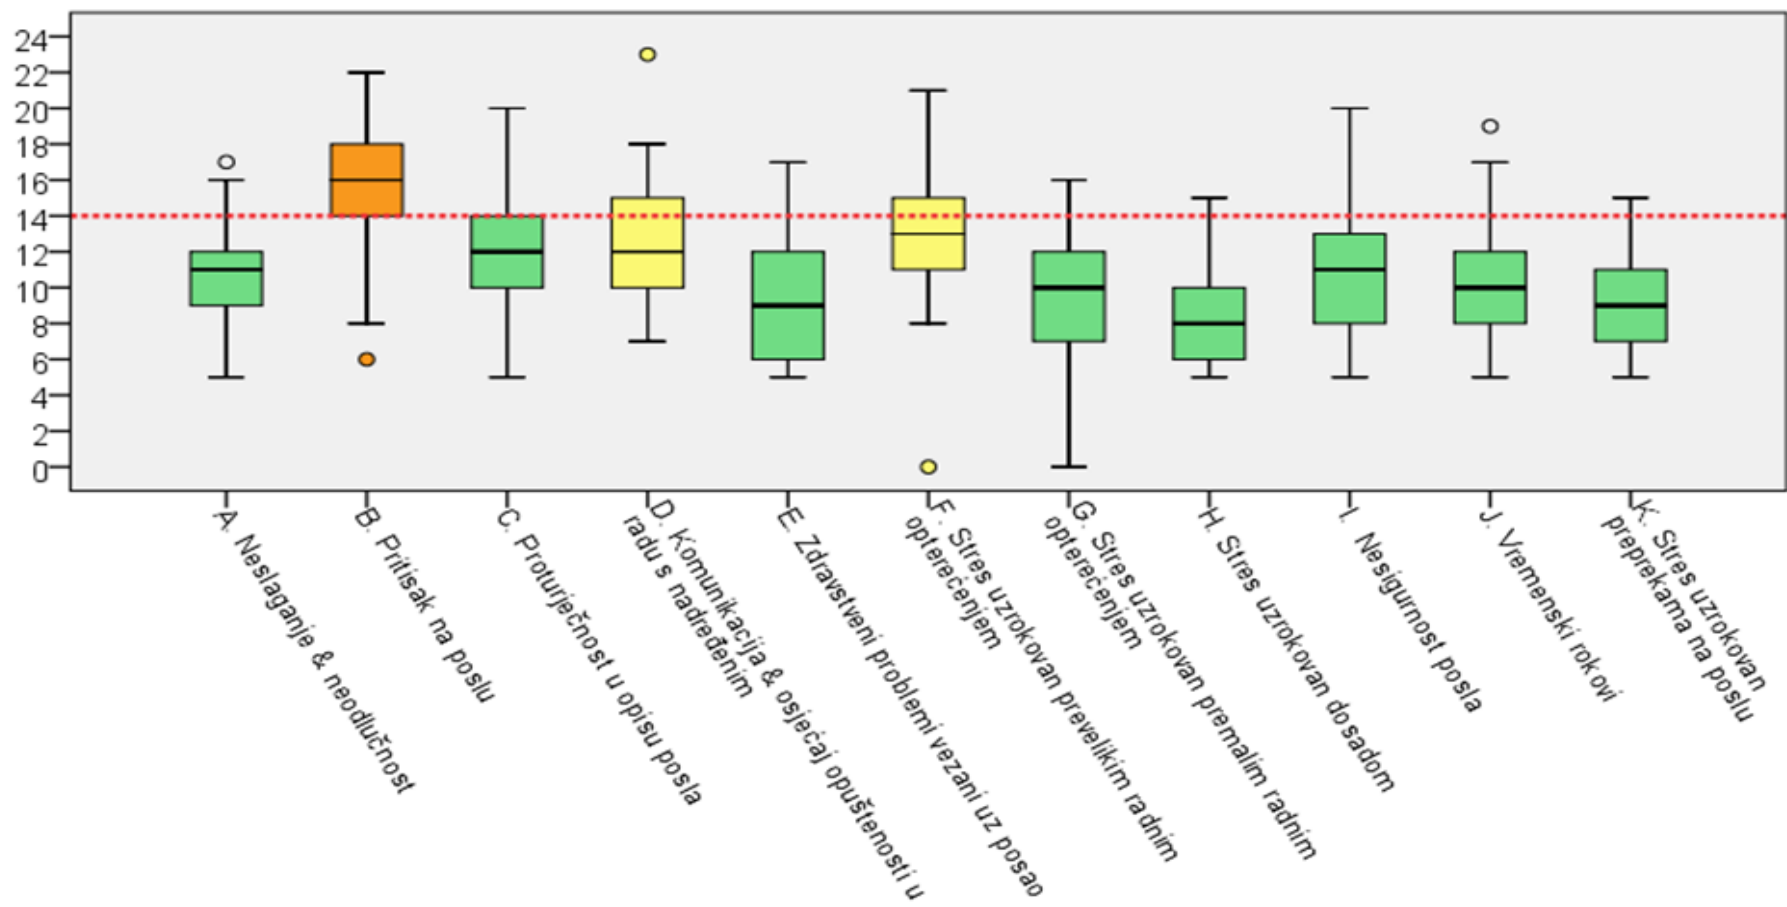 24
22
20
18
16
14
12
10
8
6
4
2
0
A. Neslaganje & neodlučnost
B. Pritisak na poslu
C. Proturječnost u opisu posla
D. Komunikacija & osjećaj opuštenosti u
radu s nadređenim
E. Zdravstveni problemi vezani uz posao
F. Stres uzrokovan prevelikim radnim
opterećenjem
G. Stres uzrokovan premalim radnim
opterećenjem
H. Stres uzrokovan dosadom
I. Nesigurnost posla
J. Vremenski rokovi
K. Stres uzrokovan
preprekama na poslu